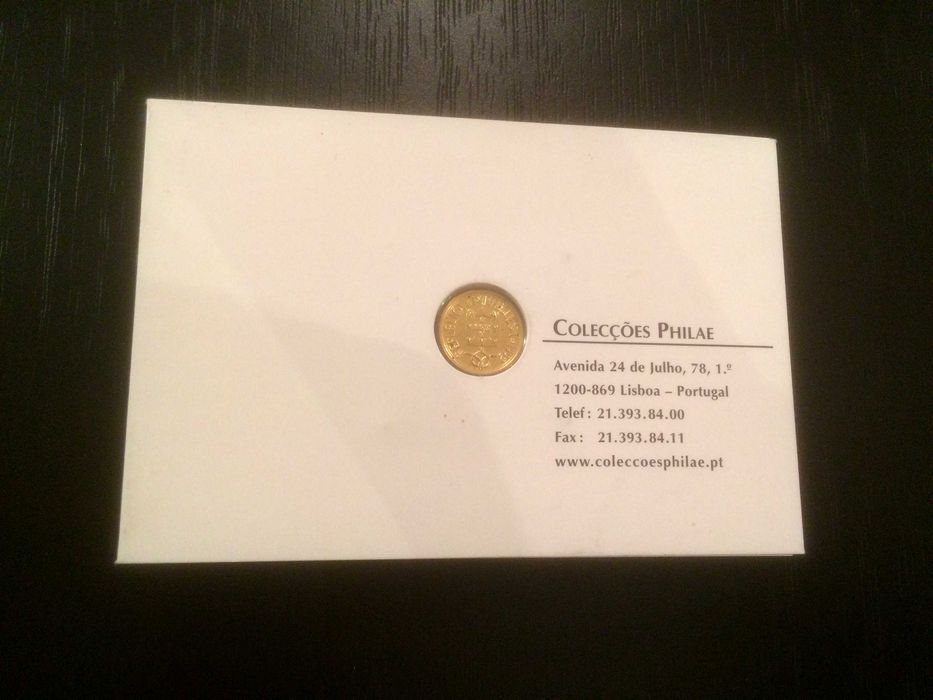 COLECÇÕES PHILAE
Avenida 24 de Julho, 78, 1.º
1200-869 Lisboa – Portugal
Telef: 21.393.84.00
Fax: 21.393.84.11
www.coleccoesphilae.pt